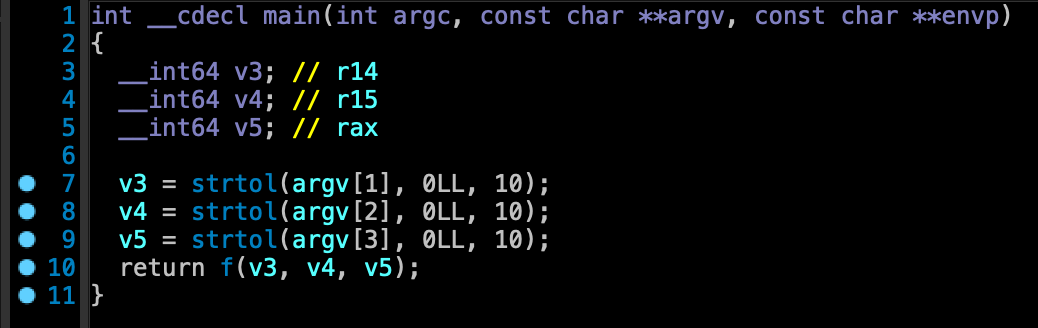 1 int __cdecl main(int argc, const char **argv, const char **envp)
2 {
3   __int64 v3; // r14
4   __int64 v4; // r15
5   __int64 v5; // rax
6
7   v3 = strtol(argv[1], 0LL, 10);
8   v4 = strtol(argv[2], 0LL, 10);
9   v5 = strtol(argv[3], 0LL, 10);
10   return f(v3, v4, v5);
11 }